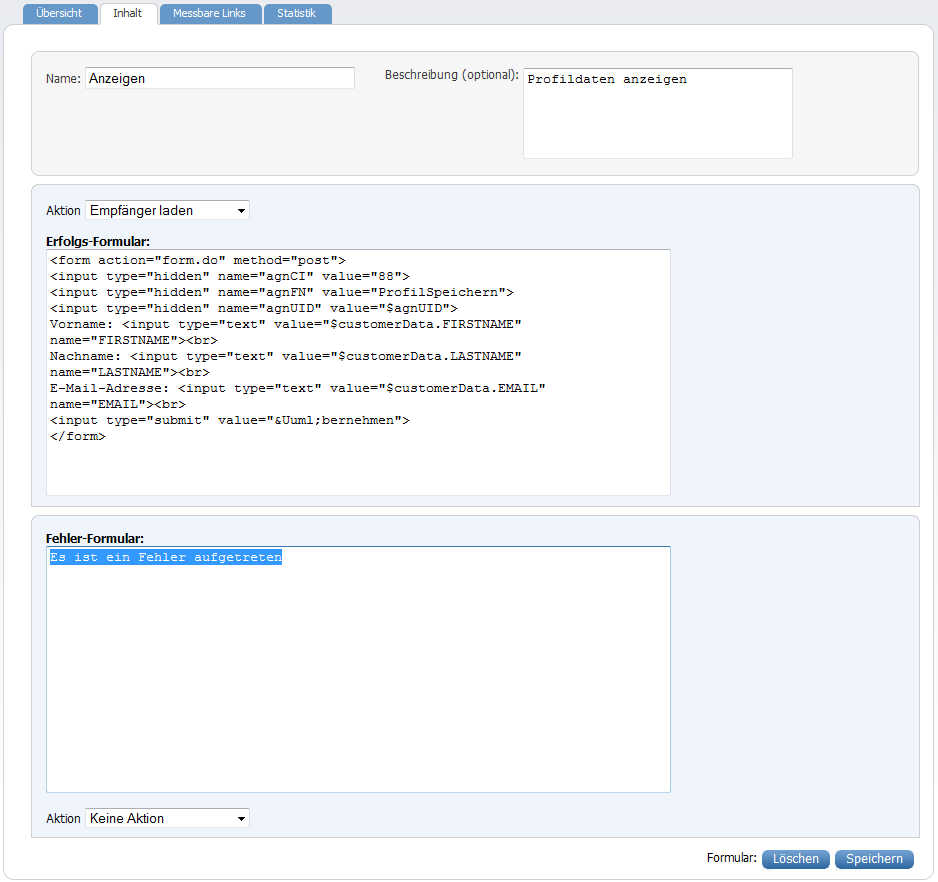 Übersicht Inhalt Messbare Links Statistik
Name: Anzeigen
Beschreibung (optional): Profildaten anzeigen
Aktion Empfänger laden
Erfolgs-Formular:
<form action="form.do" method="post">
<input type="hidden" name="agnCI" value="88">
<input type="hidden" name="agnFN" value="ProfilSpeichern">
<input type="hidden" name="agnUID" value="$agnUID">
Vorname: <input type="text" value="$customerData.FIRSTNAME"
name="FIRSTNAME"><br>
Nachname: <input type="text" value="$customerData.LASTNAME"
name="LASTNAME"><br>
E-Mail-Adresse: <input type="text" value="$customerData.EMAIL"
name="EMAIL"><br>
<input type="submit" value="&Uuml;bernehmen">
</form>
Fehler-Formular:
Es ist ein Fehler aufgetreten
Aktion Keine Aktion
Formular: Löschen Speichern